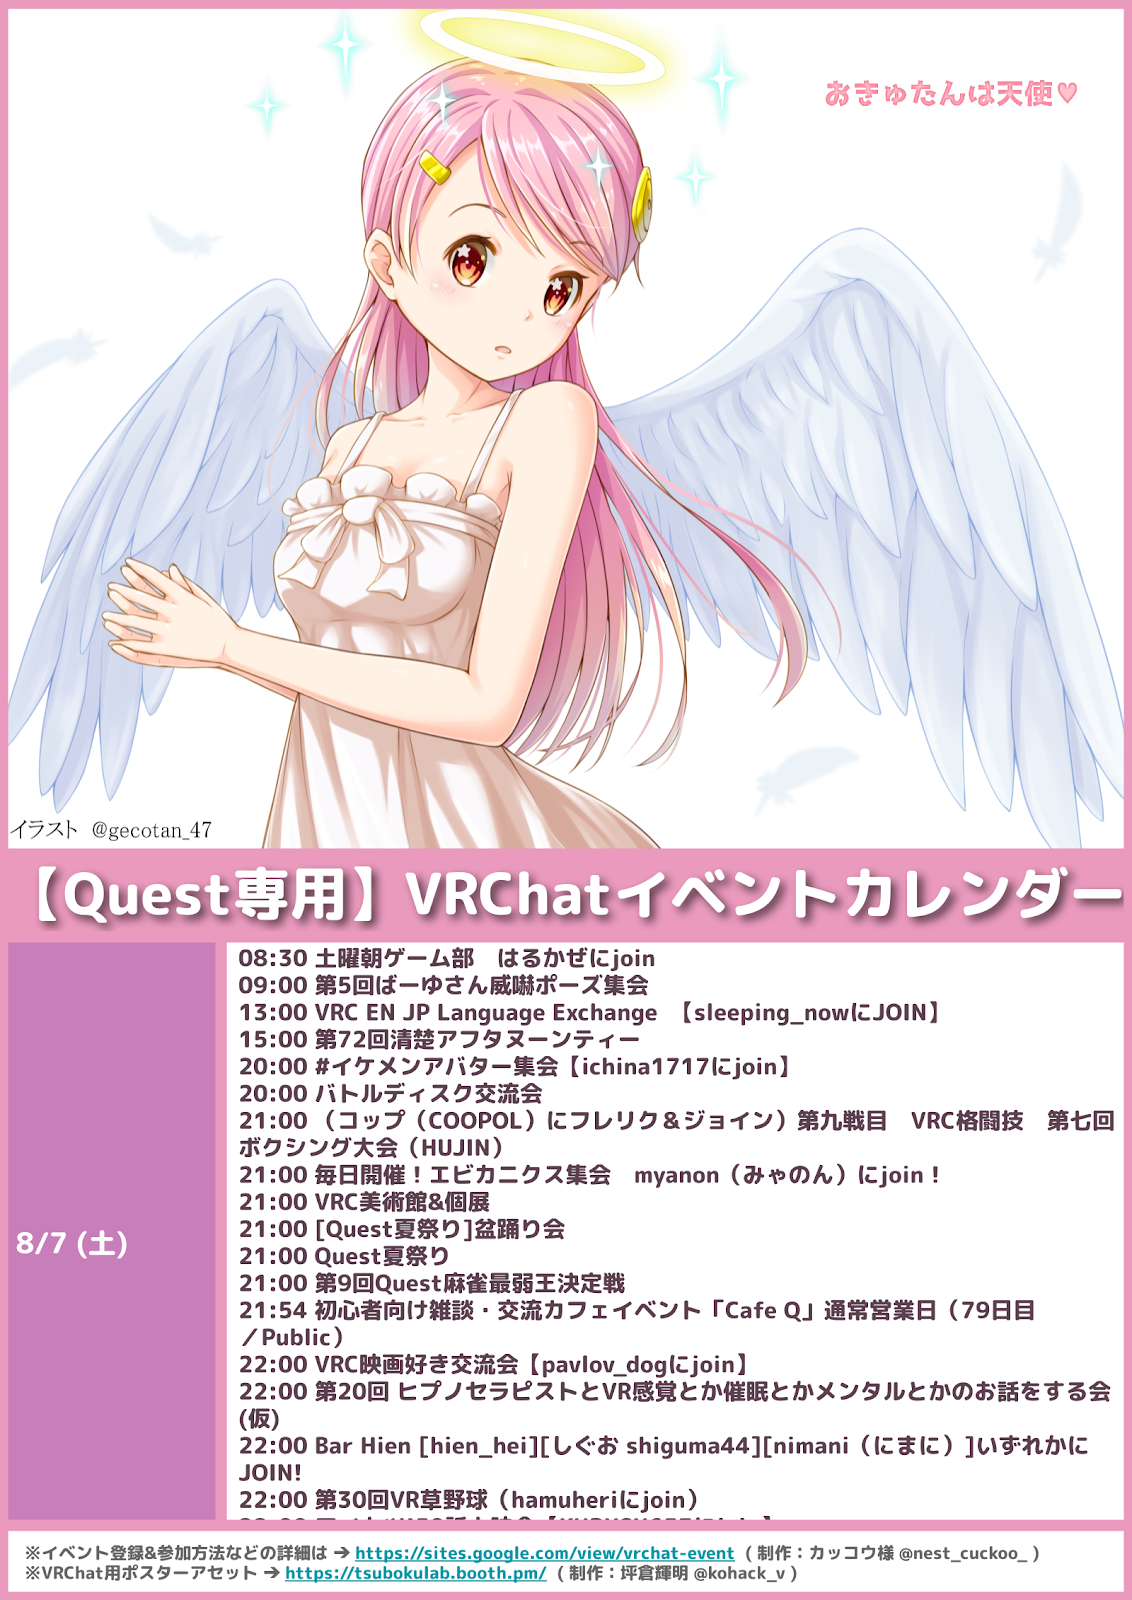 おきゅたんは天使♥
イラスト @gecotan_47
【Quest専用】VRChatイベントカレンダー
8/7 (土)
08:30 土曜朝ゲーム部　はるかぜにjoin
09:00 第5回ばーゆさん威嚇ポーズ集会
13:00 VRC EN JP Language Exchange 【sleeping_nowにJOIN】
15:00 第72回清楚アフタヌーンティー
20:00 #イケメンアバター集会【ichina1717にjoin】
20:00 バトルディスク交流会
21:00 （コップ（COOPOL）にフレリク＆ジョイン）第九戦目　VRC格闘技　第七回
ボクシング大会（HUJIN）
21:00 毎日開催！エビカニクス集会　myanon（みゃのん）にjoin！
21:00 VRC美術館&個展
21:00 [Quest夏祭り]盆踊り会
21:00 Quest夏祭り
21:00 第9回Quest麻雀最弱王決定戦
21:54 初心者向け雑談・交流カフェイベント「Cafe Q」通常営業日（79日目
／Public）
22:00 VRC映画好き交流会【pavlov_dogにjoin】
22:00 第20回 ヒプノセラピストとVR感覚とか催眠とかメンタルとかのお話をする会
(仮)
22:00 Bar Hien [hien_hei][しぐお shiguma44][nimani（にまに）]いずれかに
JOIN!
22:00 第30回VR草野球（hamuheriにjoin）
※イベント登録&参加方法などの詳細は ➔ https://sites.google.com/view/vrchat-event ( 制作：カッコウ様 @nest_cuckoo_ )
※VRChat用ポスターアセット ➔ https://tsubokulab.booth.pm/ ( 制作：坪倉輝明 @kohack_v )